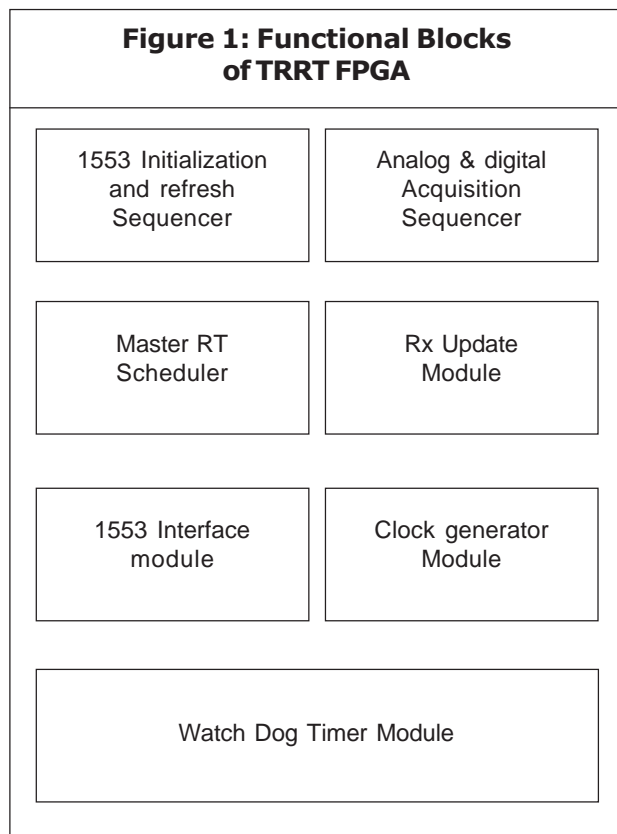 Figure 1: Functional Blocks
of TRRT FPGA
1553 Initialization
and refresh
Sequencer
Analog & digital
Acquisition
Sequencer
Master RT
Scheduler
Rx Update
Module
1553 Interface
module
Clock generator
Module
Watch Dog Timer Module